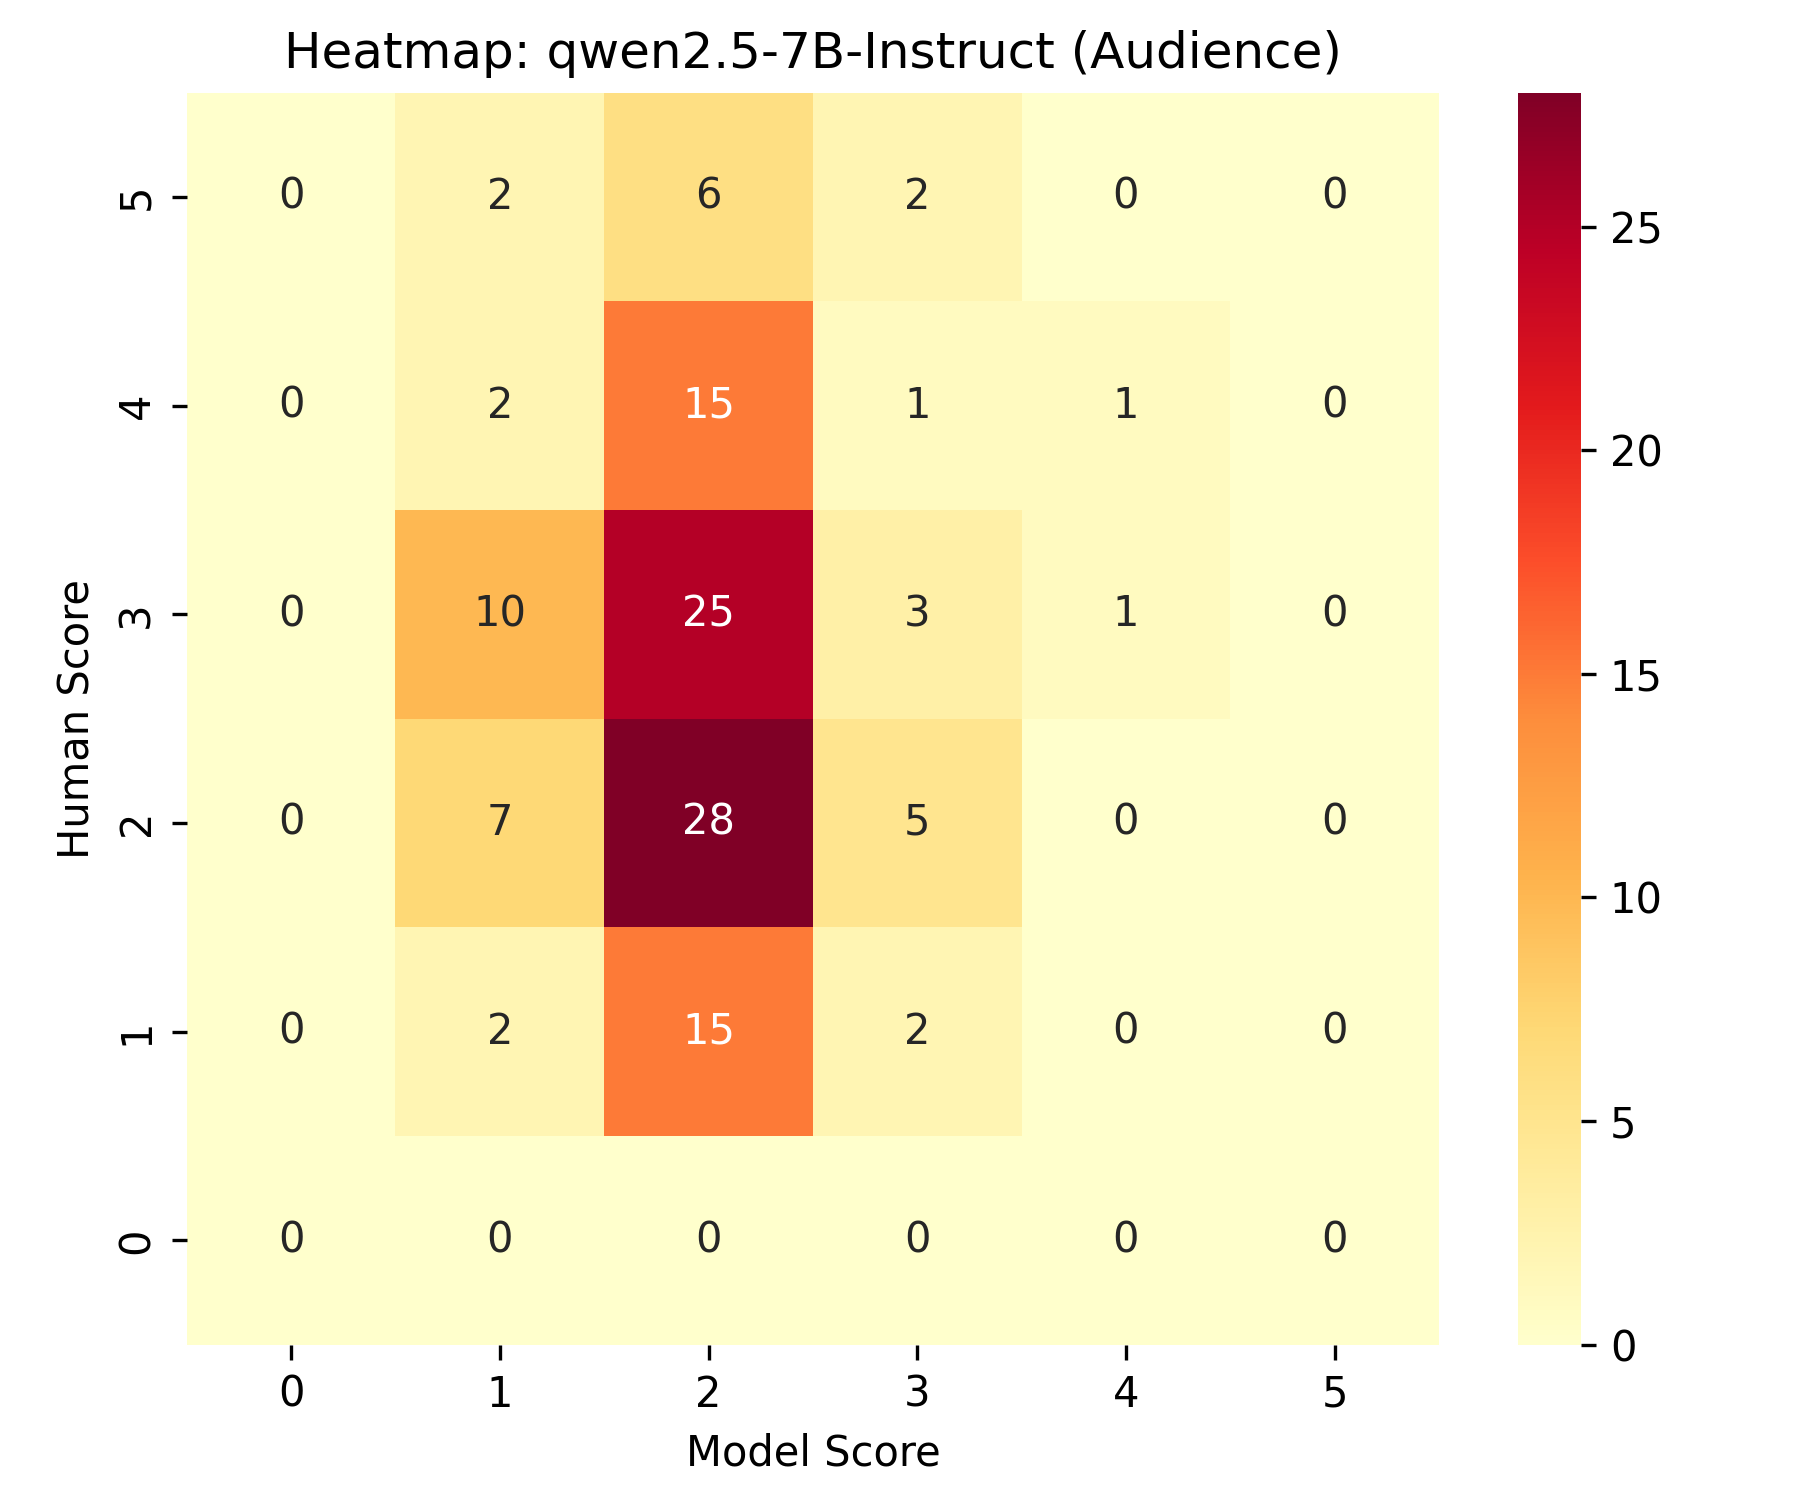 Heatmap: qwen2.5-7B-Instruct (Audience)
5 0 2 6 2 0 0
4 0 2 15 1 1 0
3 0 10 25 3 1 0
2 0 7 28 5 0 0
1 0 2 15 2 0 0
0 0 0 0 0 0 0
0 1 2 3 4 5
Human Score
Model Score
25
20
15
10
5
0